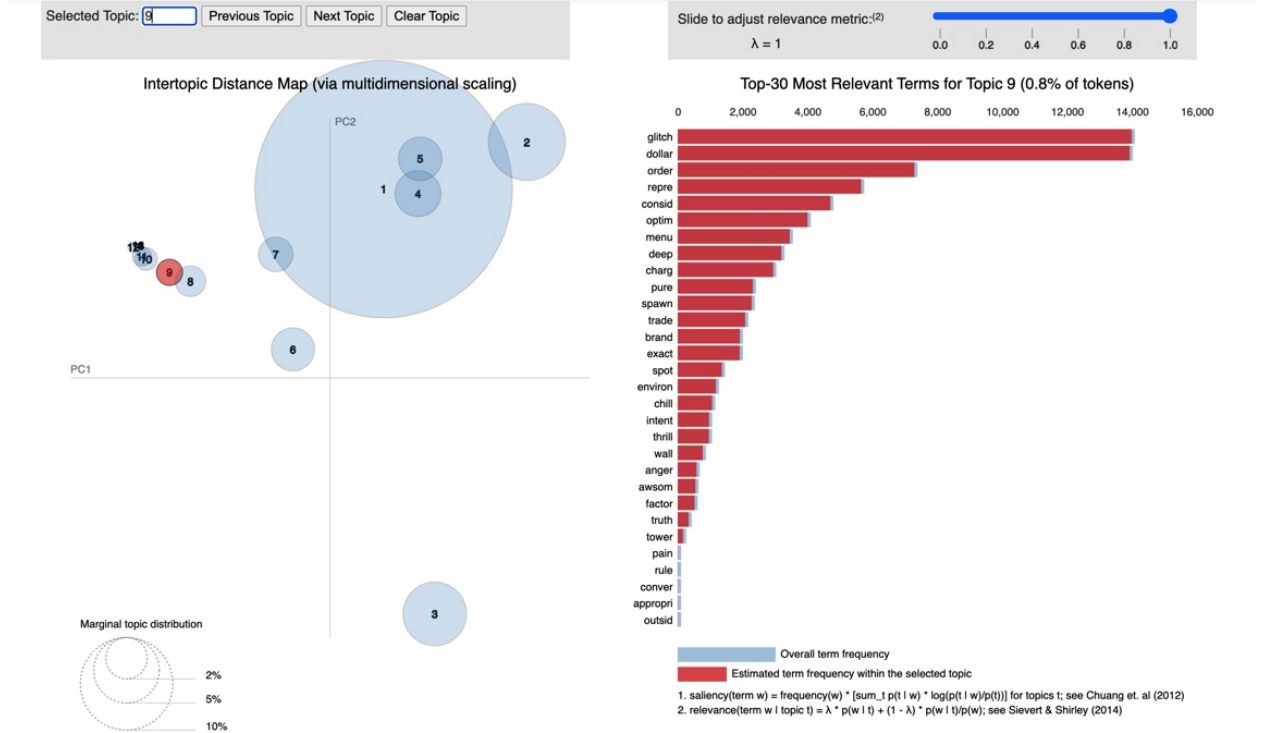 Selected Topic: 9 Previous Topic Next Topic Clear Topic
Slide to adjust relevance metric:(2)
λ = 1
0.0 0.2 0.4 0.6 0.8 1.0
Intertopic Distance Map (via multidimensional scaling)
PC2
PC1
1
2
3
4
5
6
7
8
9
10
Marginal topic distribution
2%
5%
10%
Top-30 Most Relevant Terms for Topic 9 (0.8% of tokens)
0 2,000 4,000 6,000 8,000 10,000 12,000 14,000 16,000
glitch
dollar
order
repre
consid
optim
menu
deep
charg
pure
spawn
trade
brand
exact
spot
environ
chill
intent
thrill
wall
anger
awsom
factor
truth
tower
pain
rule
conver
appropri
outsid
Overall term frequency
Estimated term frequency within the selected topic
1. saliency(term w) = frequency(w) * [sum_t p(t | w) * log(p(t | w)/p(t))] for topics t; see Chuang et. al (2012)
2. relevance(term w | topic t) = λ * p(w | t) + (1 - λ) * p(w | t)/p(w); see Sievert & Shirley (2014)